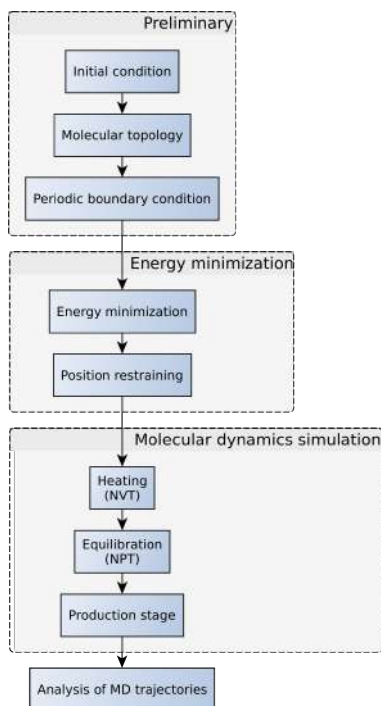 Preliminary
Initial condition
Molecular topology
Periodic boundary condition
Energy minimization
Energy minimization
Position restraining
Molecular dynamics simulation
Heating
(NVT)
Equilibration
(NPT)
Production stage
Analysis of MD trajectories